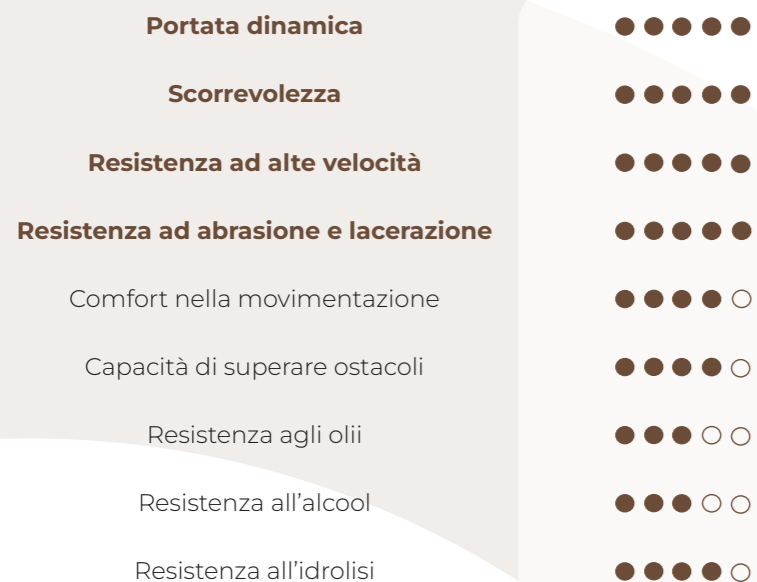 Portata dinamica
Scorrevolezza
Resistenza ad alte velocità
Resistenza ad abrasione e lacerazione
Comfort nella movimentazione
Capacità di superare ostacoli
Resistenza agli olii
Resistenza all’alcool
Resistenza all’idrolisi